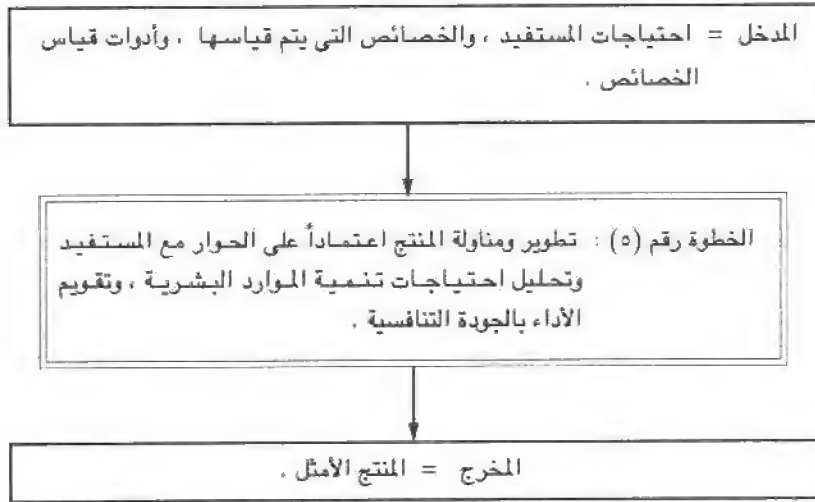 المدخل = احتياجات المستفيد ، والخصائص التى يتم قياسها ، وأدوات قياس
الخصائص .
الخطوة رقم (٥) : تطوير ومناولة المنتج اعتماداً على الحوار مع المستفيد
وتحليل احتياجات تنمية الموارد البشرية ، وتقويم
الأداء بالجودة التنافسية .
المخرج = المنتج الأمثل .